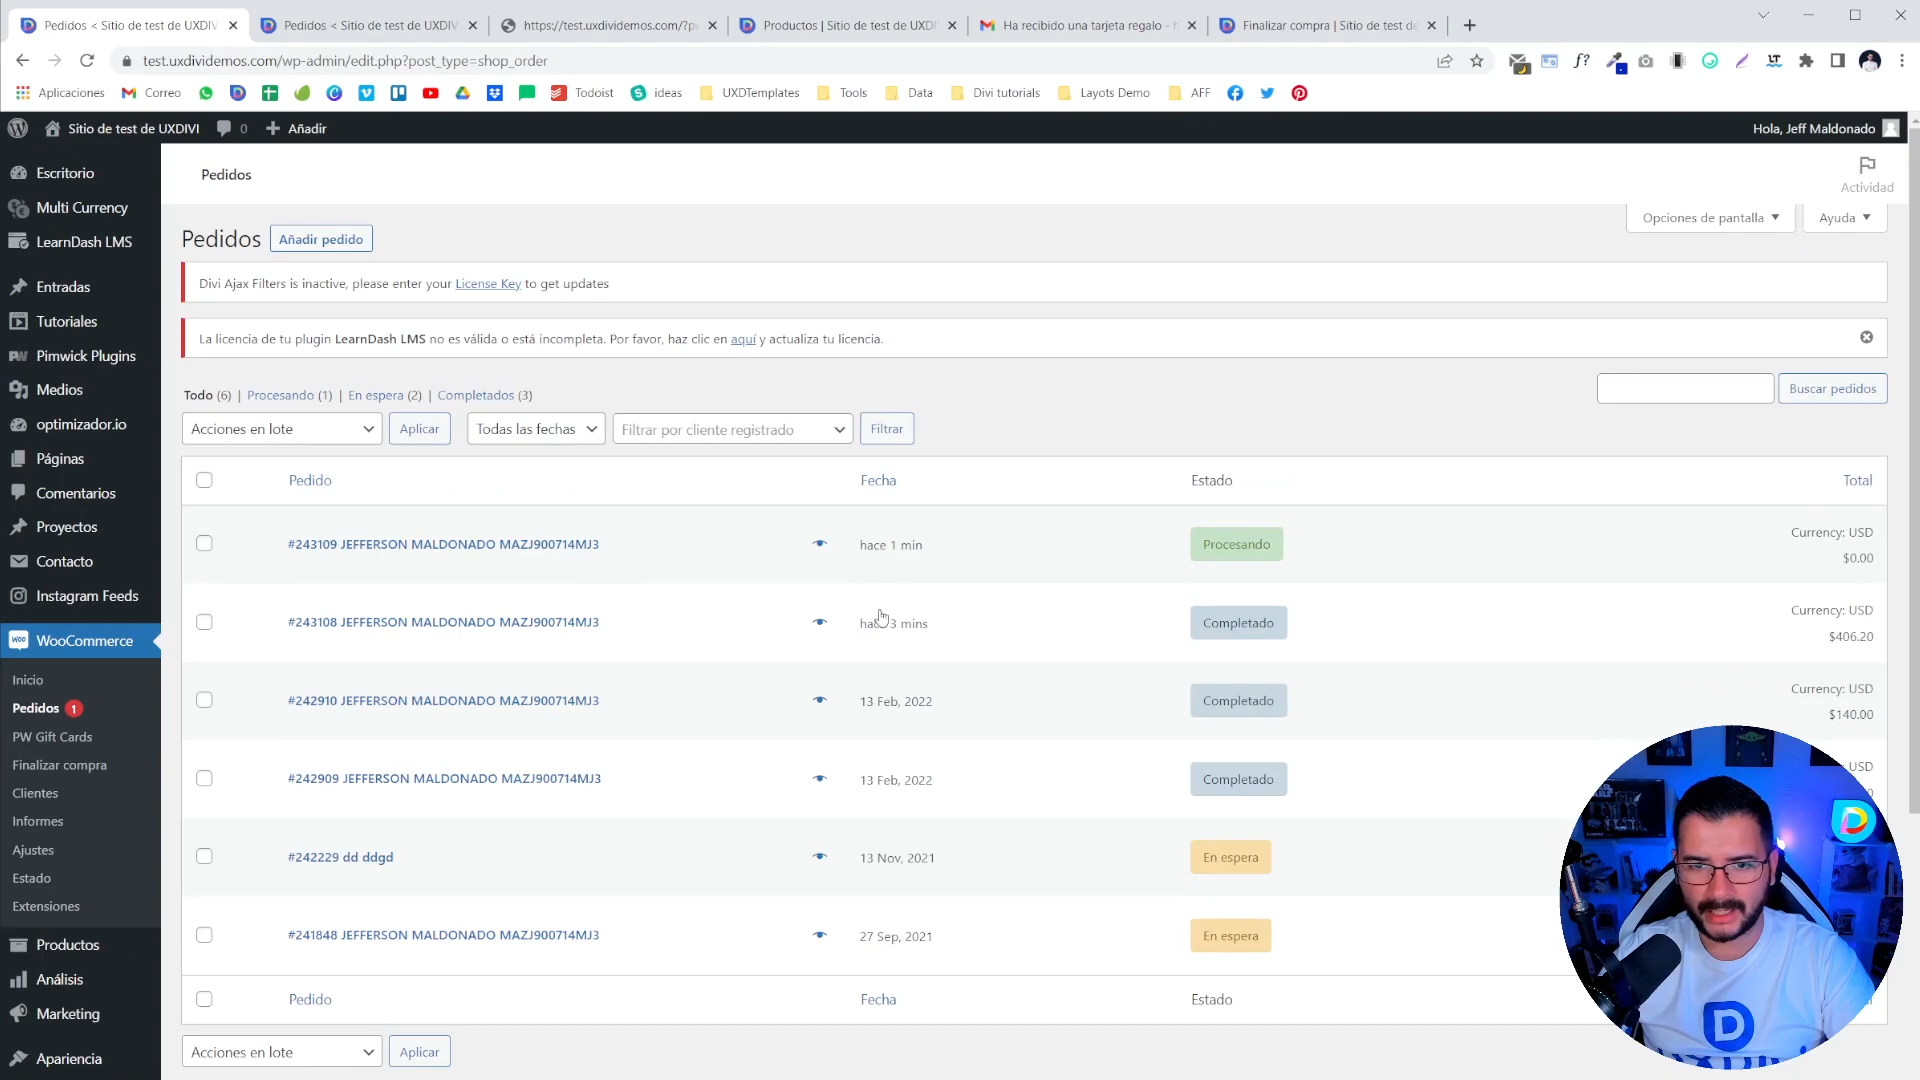 Pedidos < Sitio de test de UXDIV
Pedidos < Sitio de test de UXDIV
https://test.uxdividemos.com/?p
Productos | Sitio de test de UXDI
Ha recibido una tarjeta regalo - h
Finalizar compra | Sitio de test de
test.uxdividemos.com/wp-admin/edit.php?post_type=shop_order
f?
Aplicaciones
Correo
Todoist
ideas
UXDTemplates
Tools
Data
Divi tutorials
Layots Demo
AFF
Sitio de test de UXDIVI
0
Añadir
Hola, Jeff Maldonado
Escritorio
Multi Currency
LearnDash LMS
Entradas
Tutoriales
Pimwick Plugins
Medios
optimizador.io
Páginas
Comentarios
Proyectos
Contacto
Instagram Feeds
WooCommerce
Inicio
Pedidos 1
PW Gift Cards
Finalizar compra
Clientes
Informes
Ajustes
Estado
Extensiones
Productos
Análisis
Marketing
Apariencia
Pedidos
Actividad
Opciones de pantalla
Ayuda
Pedidos
Añadir pedido
Divi Ajax Filters is inactive, please enter your License Key to get updates
La licencia de tu plugin LearnDash LMS no es válida o está incompleta. Por favor, haz clic en aquí y actualiza tu licencia.
Todo (6) | Procesando (1) | En espera (2) | Completados (3)
Buscar pedidos
Acciones en lote
Aplicar
Todas las fechas
Filtrar por cliente registrado
Filtrar
Pedido Fecha Estado Total
#243109 JEFFERSON MALDONADO MAZJ900714MJ3 hace 1 min Procesando Currency: USD
$0.00
#243108 JEFFERSON MALDONADO MAZJ900714MJ3 3 mins Completado Currency: USD
$406.20
#242910 JEFFERSON MALDONADO MAZJ900714MJ3 13 Feb, 2022 Completado Currency: USD
$140.00
#242909 JEFFERSON MALDONADO MAZJ900714MJ3 13 Feb, 2022 Completado USD
#242229 dd ddgd 13 Nov, 2021 En espera
#241848 JEFFERSON MALDONADO MAZJ900714MJ3 27 Sep, 2021 En espera
Pedido Fecha Estado
Acciones en lote
Aplicar